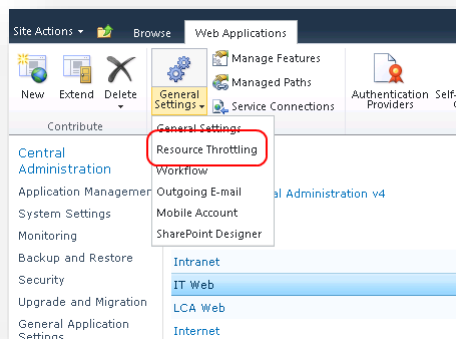 Site Actions
Browse
Web Applications
New
Extend
Delete
General Settings
Manage Features
Managed Paths
Service Connections
Authentication Providers
Self-
Contribute
General Settings
Resource Throttling
Workflow
Outgoing E-mail
Mobile Account
SharePoint Designer
Central
Administration
Application Managemen
System Settings
Monitoring
Backup and Restore
Security
Upgrade and Migration
General Application
Settings
al Administration v4
Intranet
IT Web
LCA Web
Internet